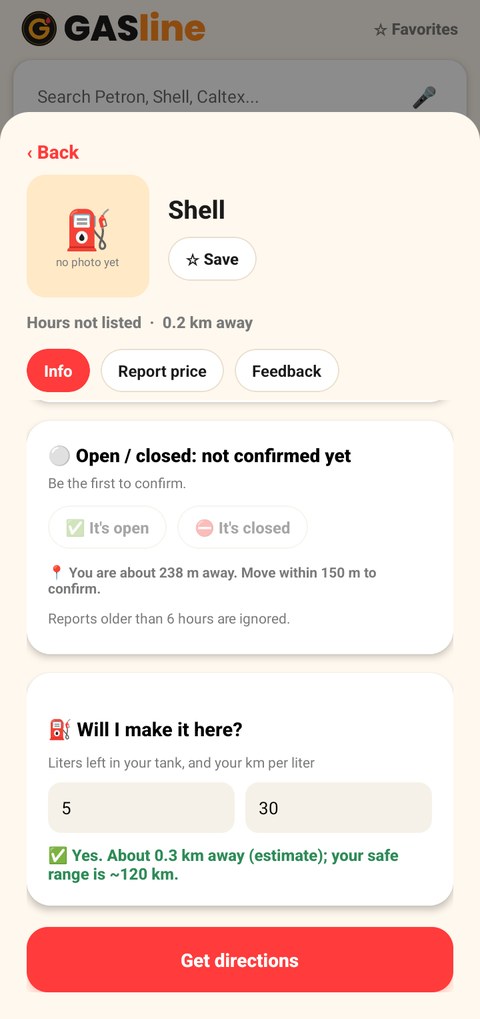 GASline
☆ Favorites
Search Petron, Shell, Caltex...
‹ Back
no photo yet
Shell
☆ Save
Hours not listed · 0.2 km away
Info
Report price
Feedback
Open / closed: not confirmed yet
Be the first to confirm.
✅ It's open
⛔ It's closed
📍 You are about 238 m away. Move within 150 m to
confirm.
Reports older than 6 hours are ignored.
⛽ Will I make it here?
Liters left in your tank, and your km per liter
5
30
✅ Yes. About 0.3 km away (estimate); your safe
range is ~120 km.
Get directions